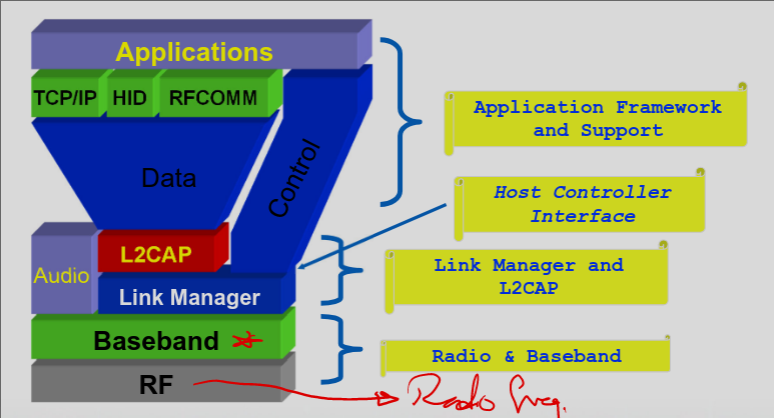 Applications
TCP/IP HID RFCOMM
Data
Control
Audio
L2CAP
Link Manager
Baseband
RF
Application Framework
and Support
Host Controller
Interface
Link Manager and
L2CAP
Radio & Baseband
Radio freq.